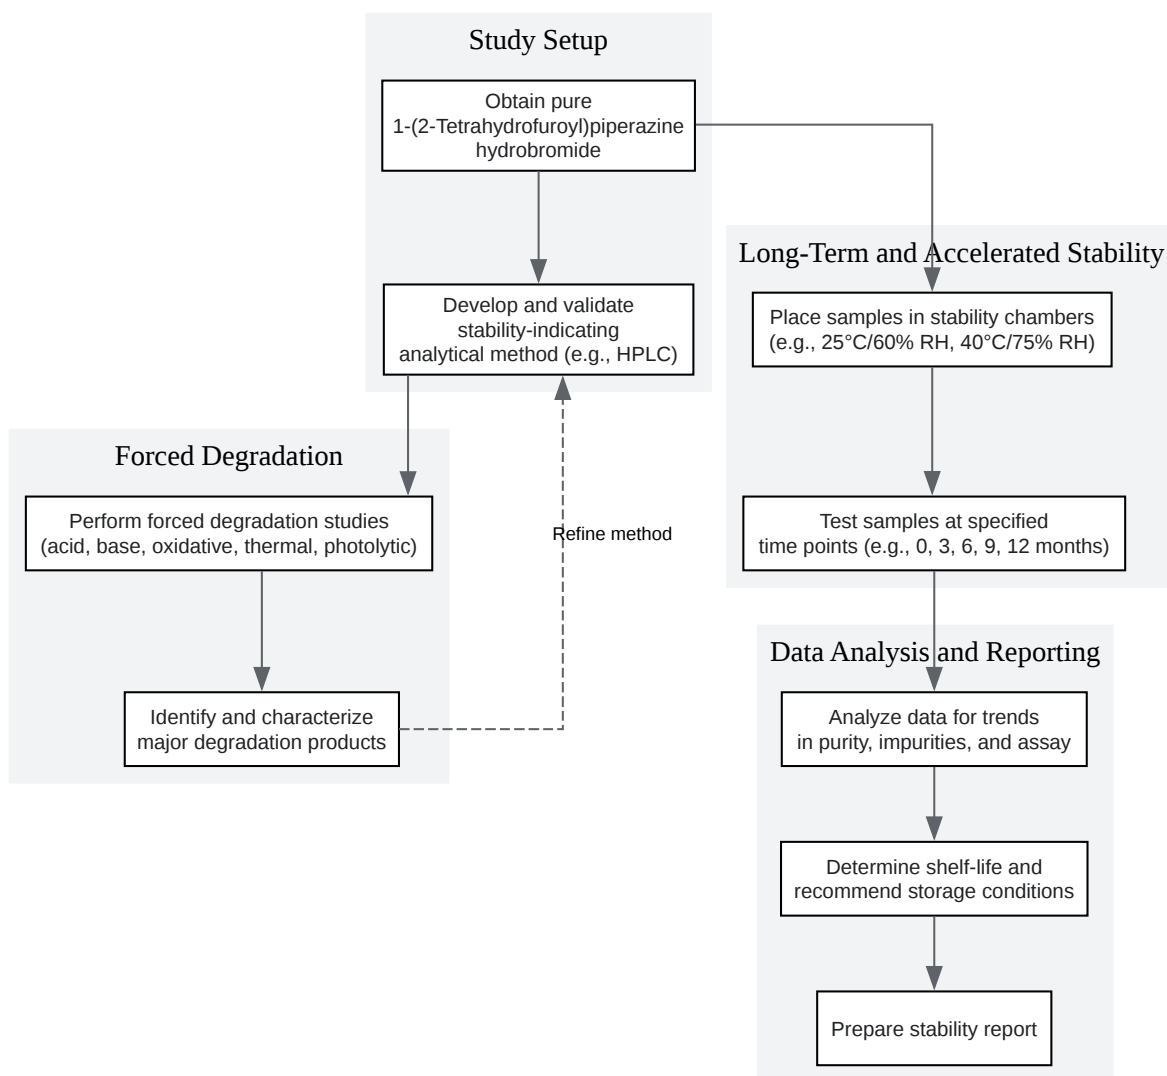 Study Setup
Obtain pure
1-(2-Tetrahydrofuroyl)piperazine
hydrobromide
Develop and validate
stability-indicating
analytical method (e.g., HPLC)
Forced Degradation
Perform forced degradation studies
(acid, base, oxidative, thermal, photolytic)
Identify and characterize
major degradation products
Refine method
Long-Term and Accelerated Stability
Place samples in stability chambers
(e.g., 25°C/60% RH, 40°C/75% RH)
Test samples at specified
time points (e.g., 0, 3, 6, 9, 12 months)
Data Analysis and Reporting
Analyze data for trends
in purity, impurities, and assay
Determine shelf-life and
recommend storage conditions
Prepare stability report